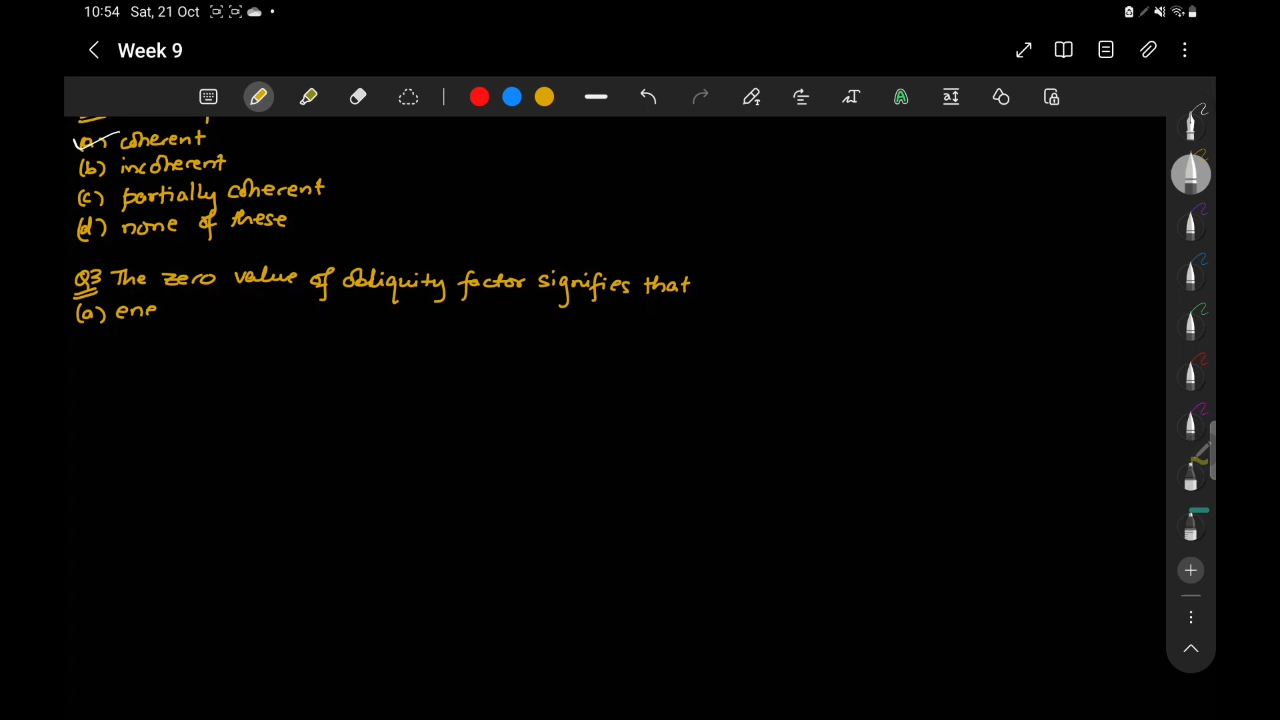 10:54 Sat, 21 Oct
Week 9
(a) coherent
(b) incoherent
(c) partially coherent
(d) none of these
Q3 The zero value of obliquity factor signifies that
(a) ene